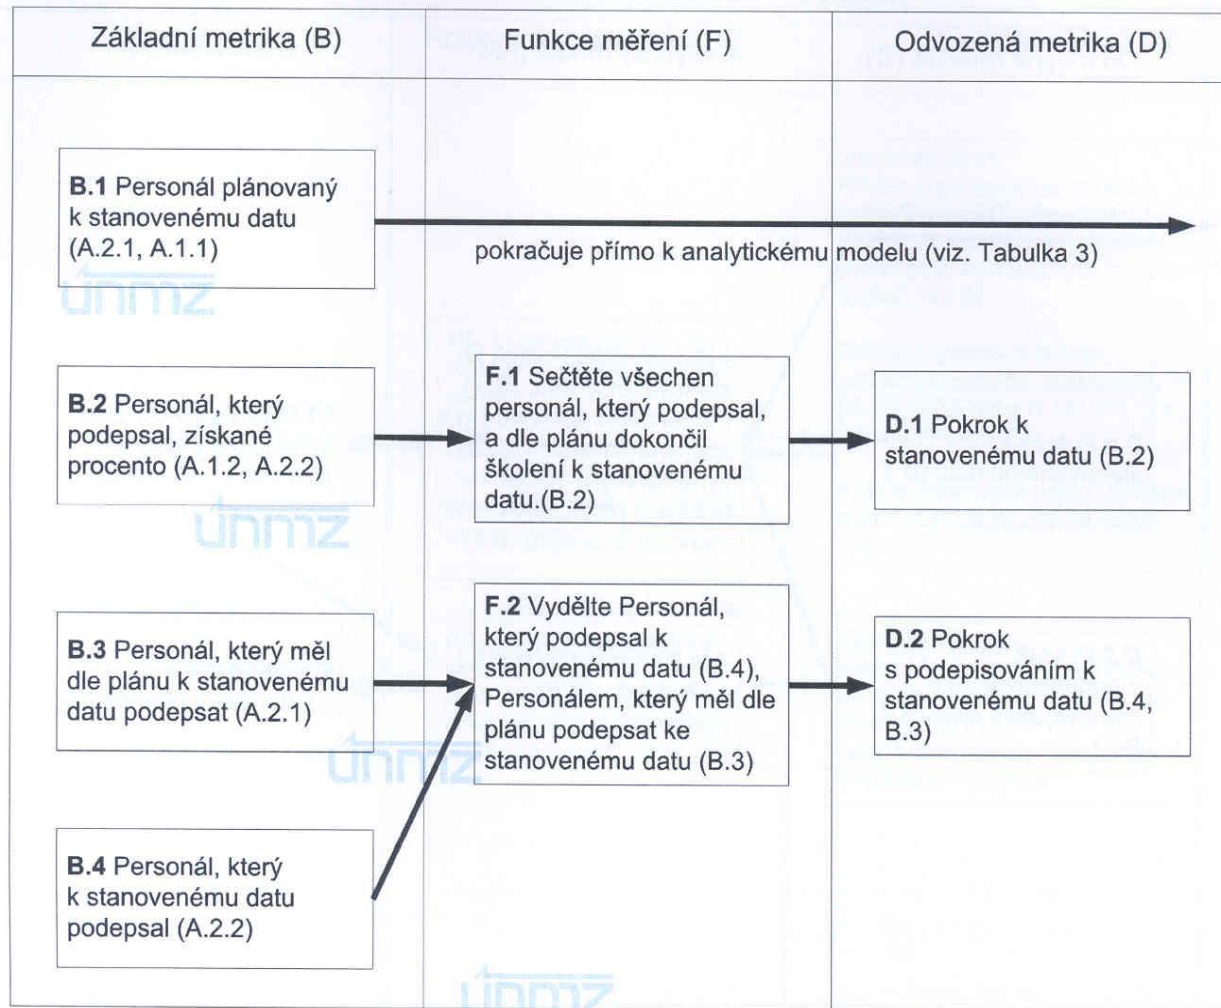 Základní metrika (B)
Funkce měření (F)
Odvozená metrika (D)
B.1 Personál plánovaný
k stanovenému datu
(A.2.1, A.1.1)
pokračuje přímo k analytickému modelu (viz. Tabulka 3)
únmz
B.2 Personál, který
podepsal, získané
procento (A.1.2, A.2.2)
F.1 Sečtěte všechen
personál, který podepsal,
a dle plánu dokončil
školení k stanovenému
datu.(B.2)
D.1 Pokrok k
stanovenému datu (B.2)
únmz
B.3 Personál, který měl
dle plánu k stanovenému
datu podepsat (A.2.1)
F.2 Vydělte Personál,
který podepsal k
stanovenému datu (B.4),
Personálem, který měl dle
plánu podepsat ke
stanovenému datu (B.3)
D.2 Pokrok
s podepisováním k
stanovenému datu (B.4,
B.3)
únmz
B.4 Personál, který
k stanovenému datu
podepsal (A.2.2)
únmz